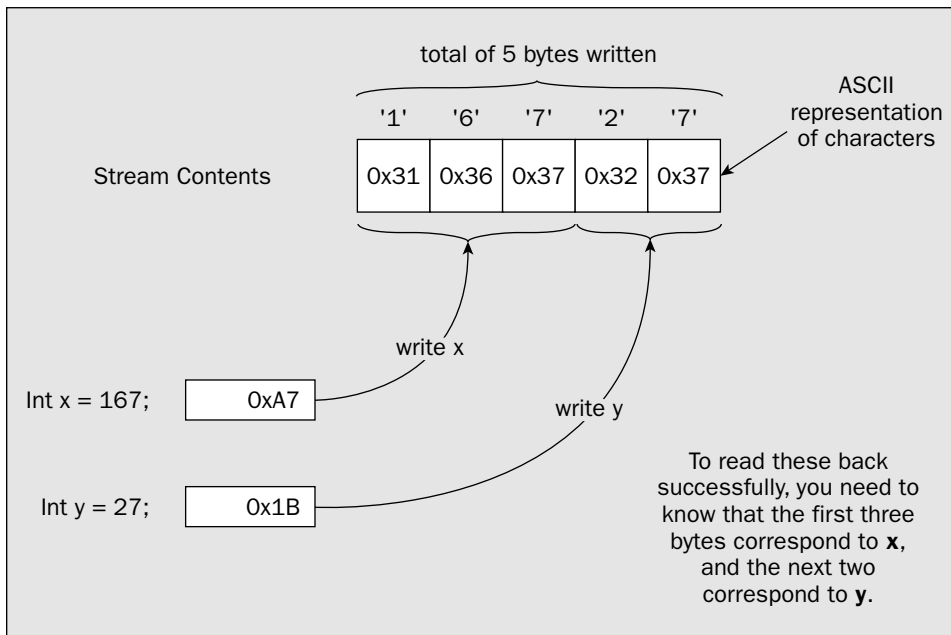 total of 5 bytes written
ASCII
representation
of characters
'1' '6' '7' '2' '7'
Stream Contents 0x31 0x36 0x37 0x32 0x37
write x
Int x = 167; 0xA7
write y
Int y = 27; 0x1B
To read these back
successfully, you need to
know that the first three
bytes correspond to x,
and the next two
correspond to y.